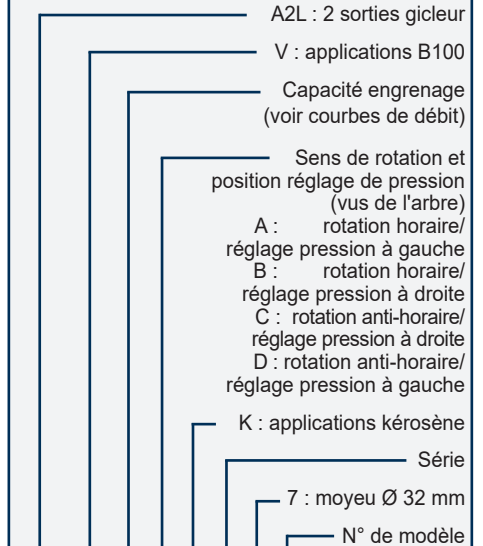 A2L : 2 sorties gicleur
V : applications B100
Capacité engrenage
(voir courbes de débit)
Sens de rotation et
position réglage de pression
(vus de l'arbre)
A : rotation horaire/
réglage pression à gauche
B : rotation horaire/
réglage pression à droite
C : rotation anti-horaire/
réglage pression à droite
D : rotation anti-horaire/
réglage pression à gauche
K : applications kérosène
Série
7 : moyeu Ø 32 mm
N° de modèle